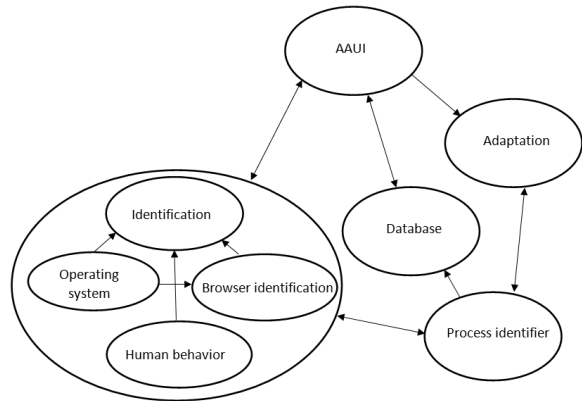 AAUI
Adaptation
Identification
Database
Operating
system
Browser identification
Process identifier
Human behavior